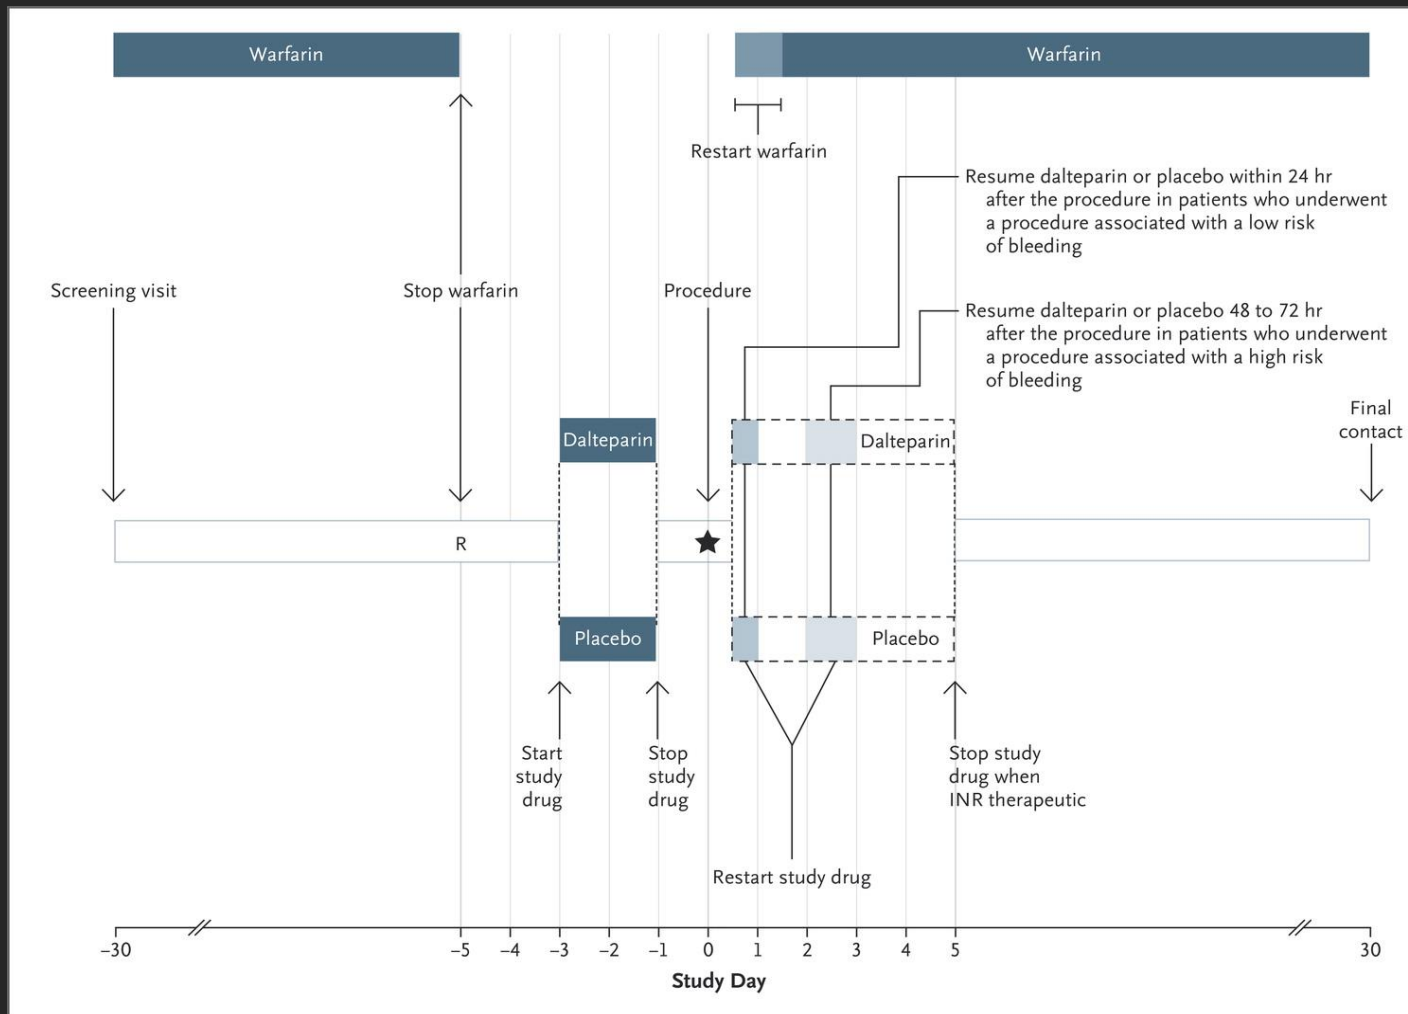 Warfarin
Warfarin
Restart warfarin
Resume dalteparin or placebo within 24 hr
after the procedure in patients who underwent
a procedure associated with a low risk
of bleeding
Screening visit
Stop warfarin
Procedure
Resume dalteparin or placebo 48 to 72 hr
after the procedure in patients who underwent
a procedure associated with a high risk
of bleeding
Final
contact
Dalteparin
Dalteparin
R
Placebo
Placebo
Start
study
drug
Stop
study
drug
Stop study
drug when
INR therapeutic
Restart study drug
–30 –5 –4 –3 –2 –1 0 1 2 3 4 5 30
Study Day